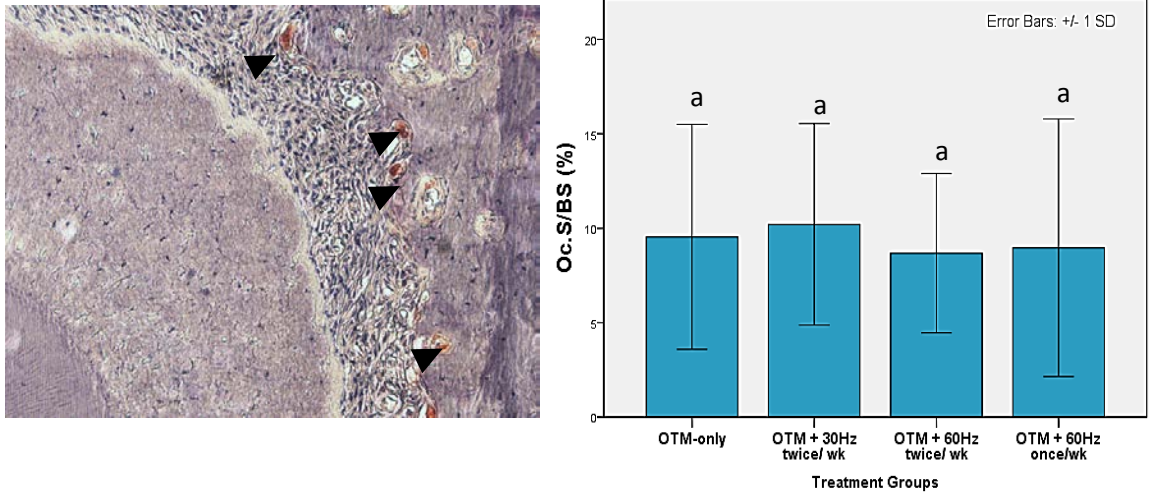 Error Bars: +/- 1 SD
20
15
10
5
0
Oc.S/BS (%)
a
a
a
a
OTM-only
OTM + 30Hz
twice/ wk
OTM + 60Hz
twice/ wk
OTM + 60Hz
once/wk
Treatment Groups